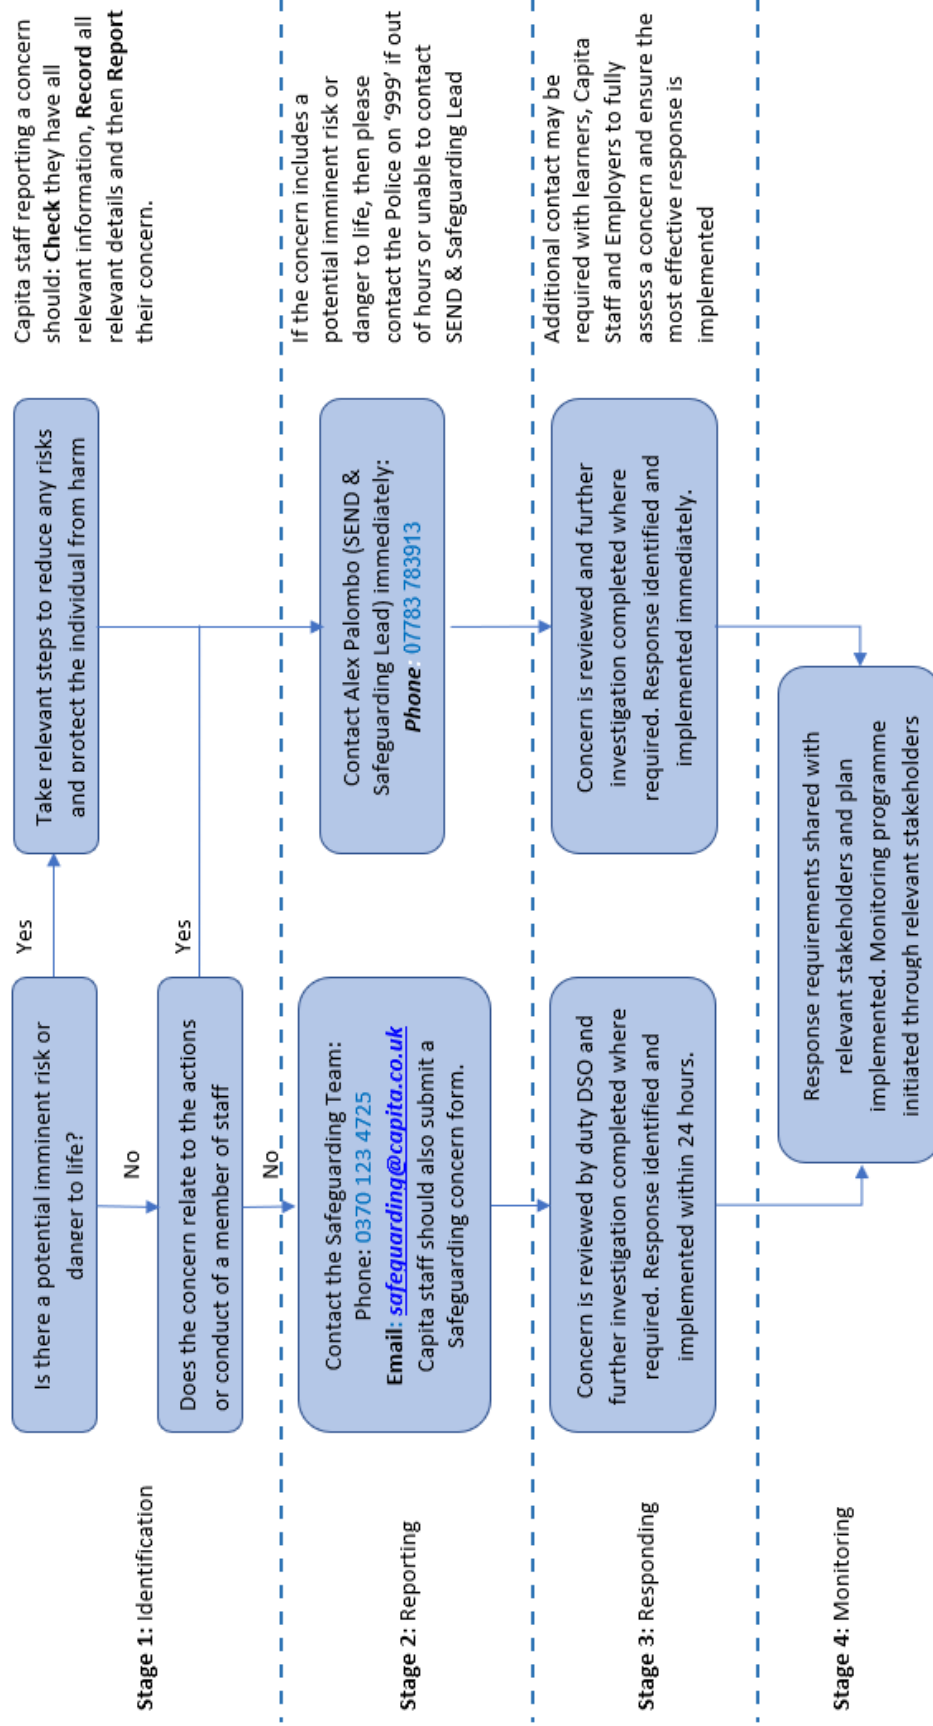 Stage 1: Identification
Is there a potential imminent risk or
danger to life?
Yes
Take relevant steps to reduce any risks
and protect the individual from harm
Capita staff reporting a concern
should: Check they have all
relevant information, Record all
relevant details and then Report
their concern.
No
Does the concern relate to the actions
or conduct of a member of staff
Yes
No
Stage 2: Reporting
Contact the Safeguarding Team:
Phone: 0370 123 4725
Email: safeguarding@capita.co.uk
Capita staff should also submit a
Safeguarding concern form.
Contact Alex Palombo (SEND &
Safeguarding Lead) immediately:
Phone: 07783 783913
If the concern includes a
potential imminent risk or
danger to life, then please
contact the Police on ‘999’ if out
of hours or unable to contact
SEND & Safeguarding Lead
Stage 3: Responding
Concern is reviewed by duty DSO and
further investigation completed where
required. Response identified and
implemented within 24 hours.
Concern is reviewed and further
investigation completed where
required. Response identified and
implemented immediately.
Additional contact may be
required with learners, Capita
Staff and Employers to fully
assess a concern and ensure the
most effective response is
implemented
Stage 4: Monitoring
Response requirements shared with
relevant stakeholders and plan
implemented. Monitoring programme
initiated through relevant stakeholders